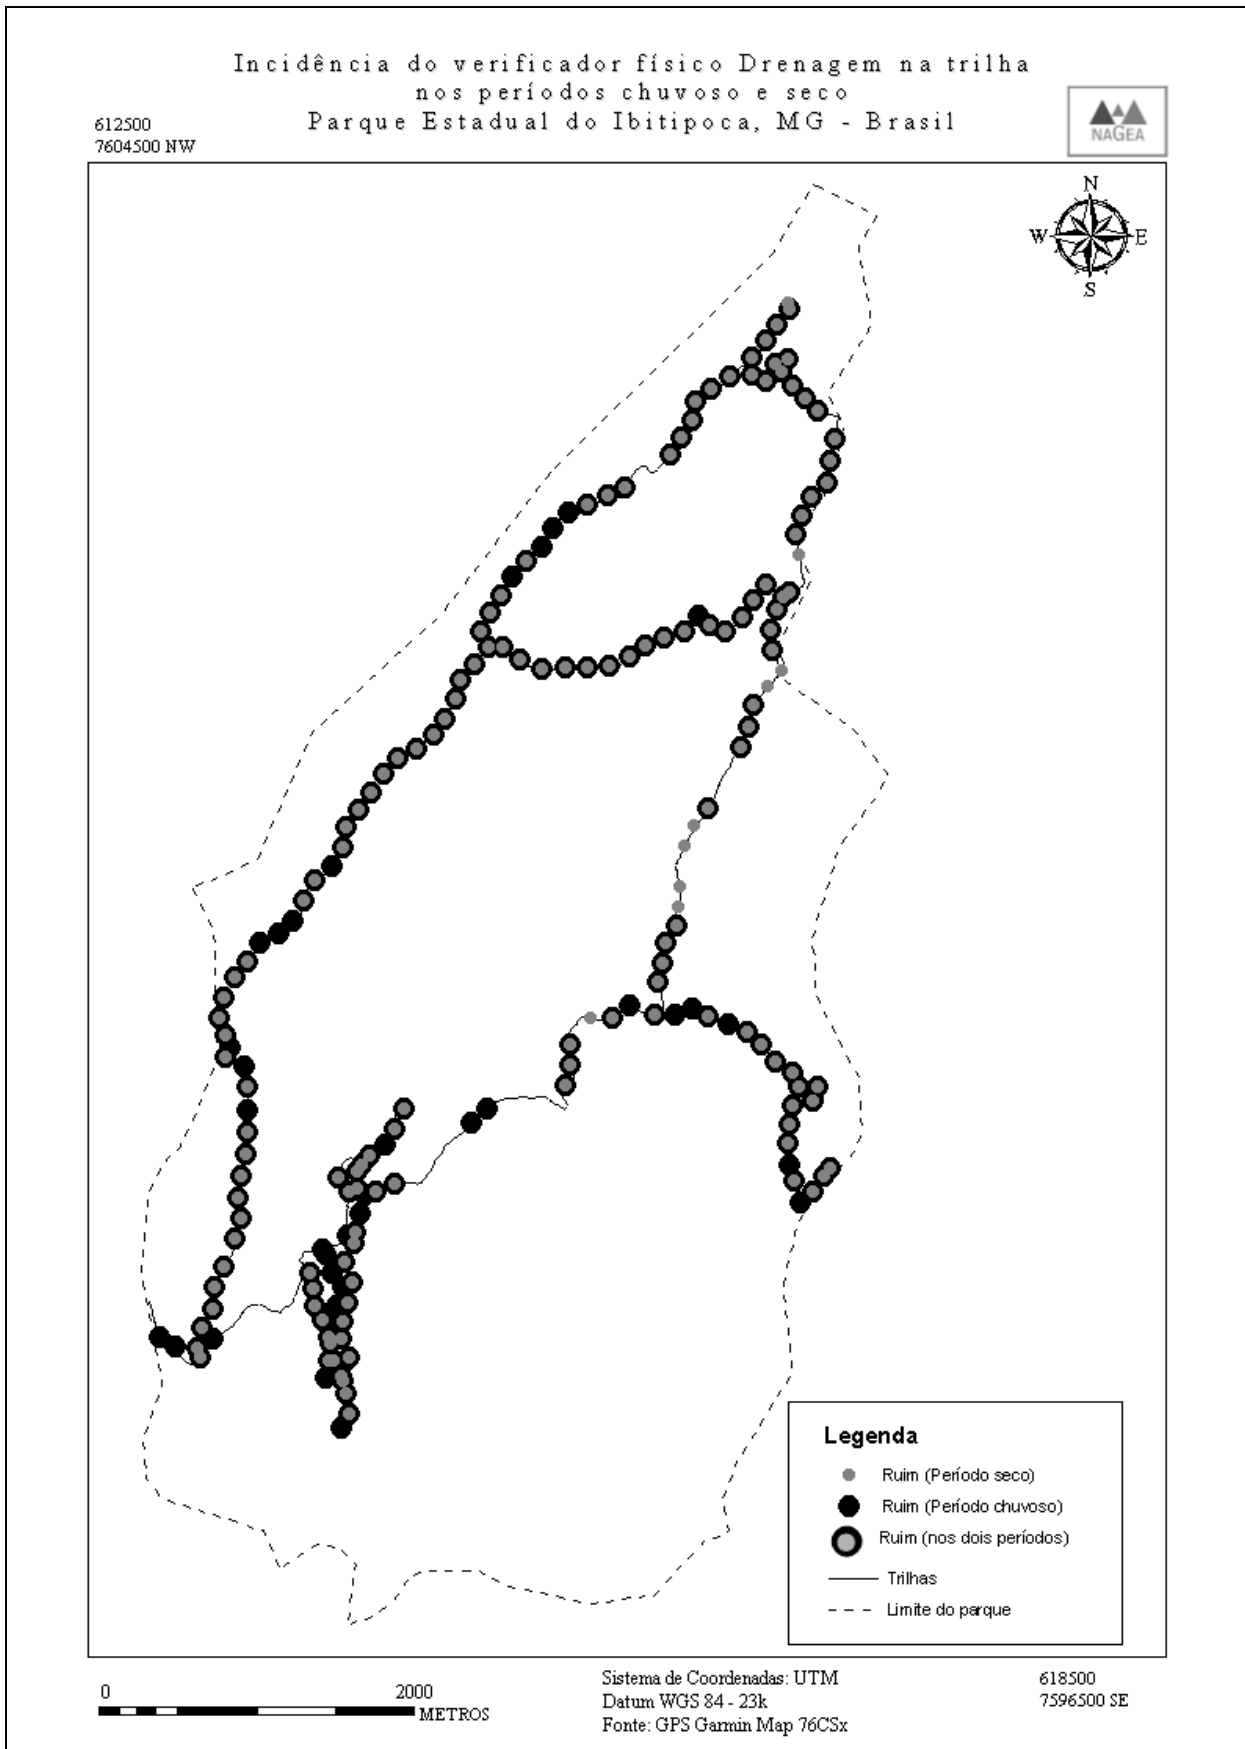 Incidência do verificador físico Drenagem na trilha
nos períodos chuvoso e seco
Parque Estadual do Ibitipoca, MG - Brasil
612500
7604500 NW
NAGEA
N
W E
S
Legenda
Ruim (Período seco)
Ruim (Período chuvoso)
Ruim (nos dois períodos)
Trilhas
Limite do parque
0 2000
METROS
Sistema de Coordenadas: UTM
Datum WGS 84 - 23k
Fonte: GPS Garmin Map 76CSx
618500
7596500 SE